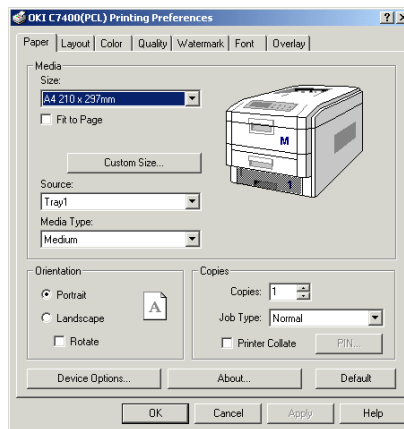 OKI C7400(PCL) Printing Preferences
Paper Layout Color Quality Watermark Font Overlay
Media
Size:
A4 210 x 297mm
Fit to Page
Custom Size...
Source:
Tray1
Media Type:
Medium
M
1
Orientation
Portrait
Landscape
Rotate
A
Copies
Copies: 1
Job Type: Normal
Printer Collate PIN...
Device Options... About... Default
OK Cancel Apply Help